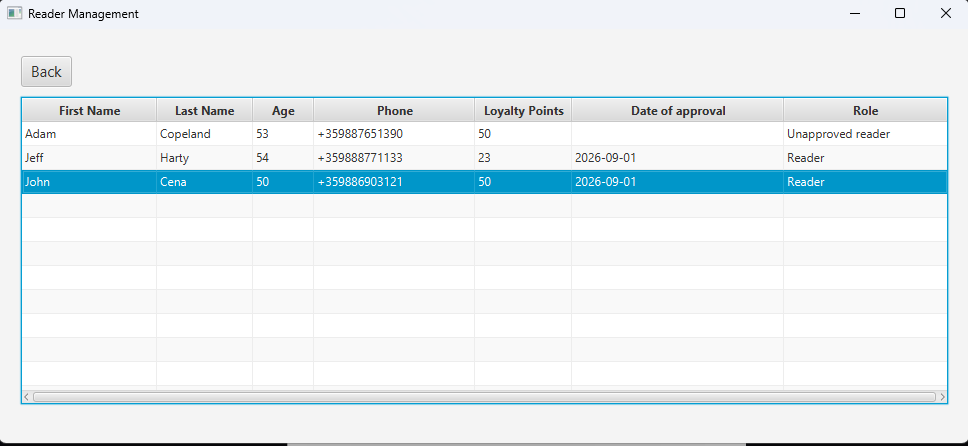 Reader Management
Back
First Name Last Name Age Phone Loyalty Points Date of approval Role
Adam Copeland 53 +359887651390 50 Unapproved reader
Jeff Harty 54 +359888771133 23 2026-09-01 Reader
John Cena 50 +359886903121 50 2026-09-01 Reader